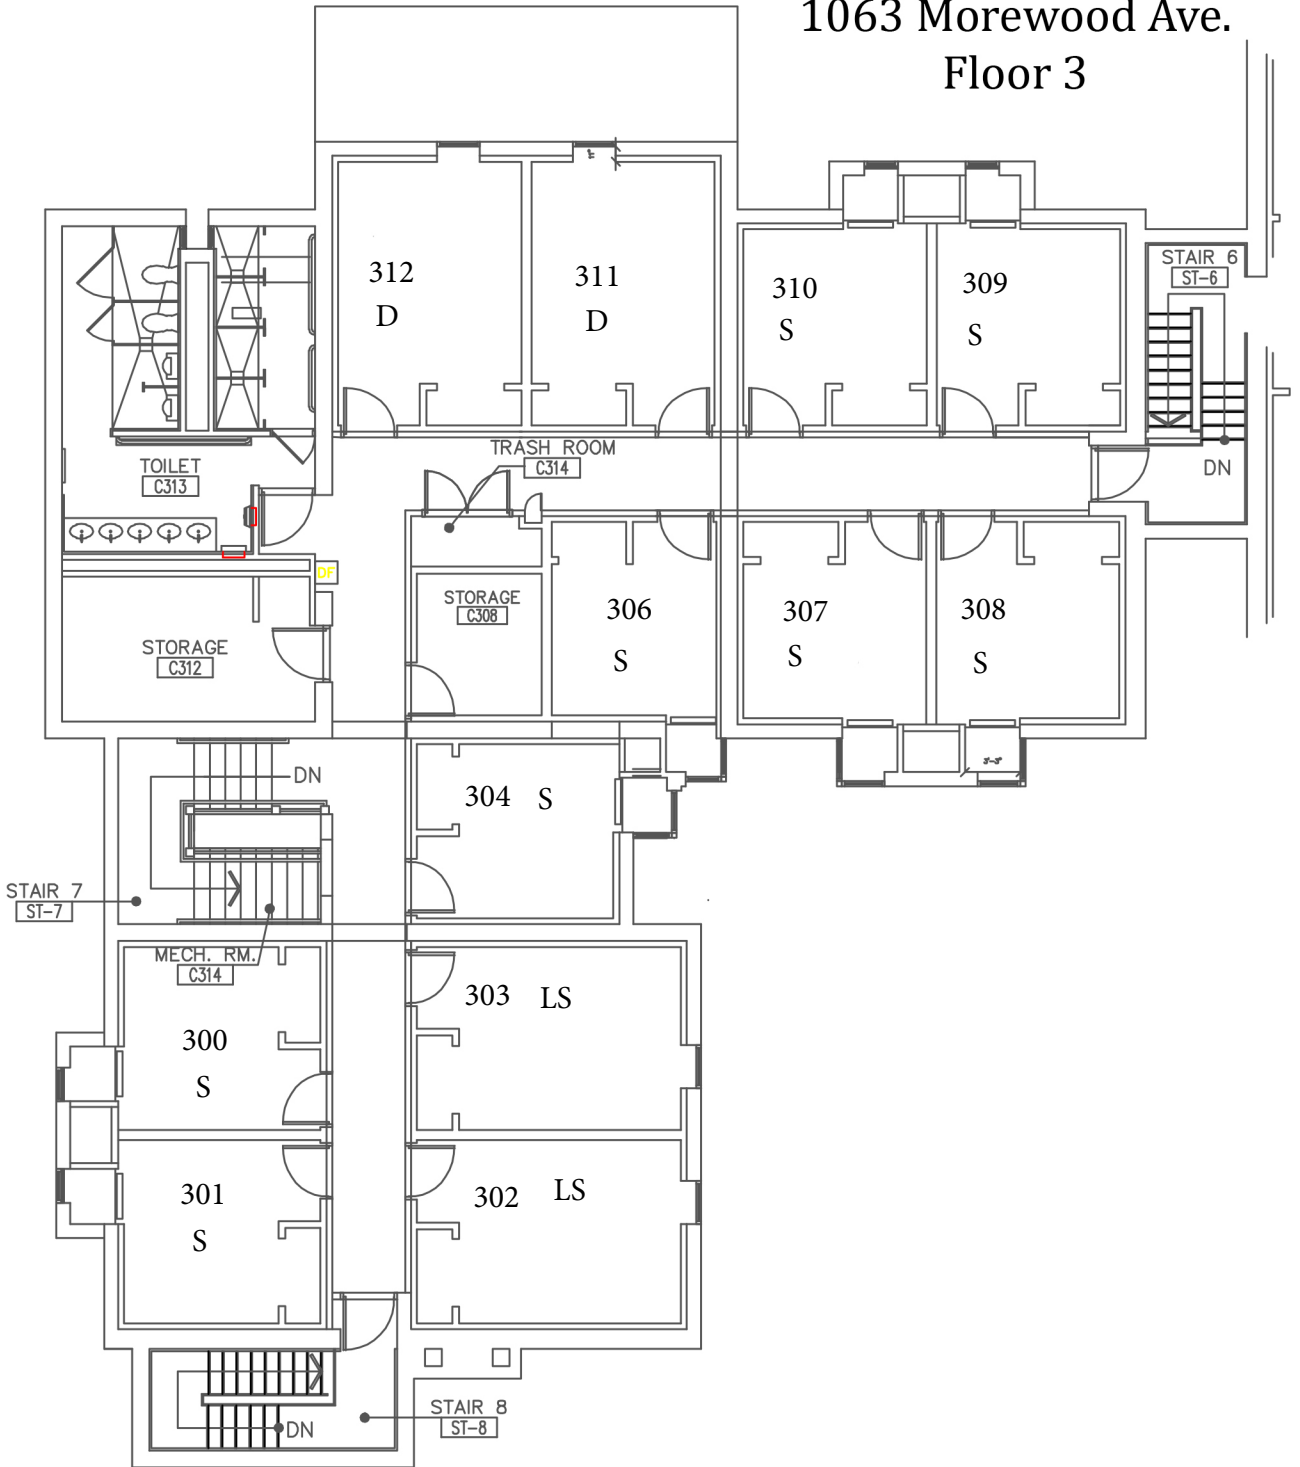 1063 Morewood Ave.
Floor 3
312
D
311
D
310
S
309
S
STAIR 6
ST-6
DN
TRASH ROOM
C314
TOILET
C313
DF
STORAGE
C308
306
S
307
S
308
S
3'-3"
STORAGE
C312
DN
304 S
STAIR 7
ST-7
MECH. RM.
C314
303 LS
300
S
301
S
302 LS
STAIR 8
ST-8
DN